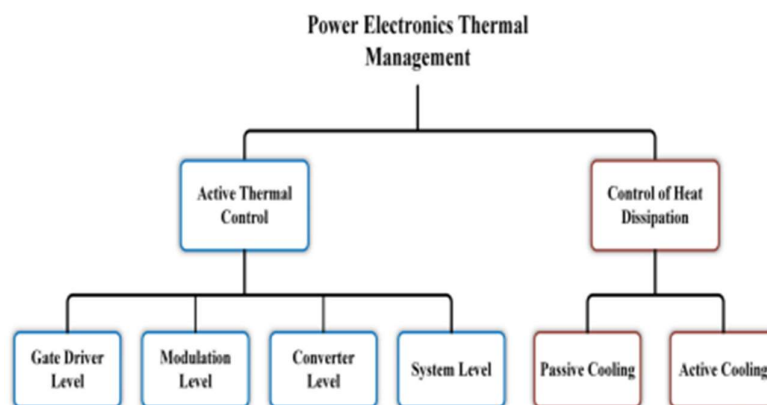 Power Electronics Thermal
Management
Active Thermal
Control
Control of Heat
Dissipation
Gate Driver
Level
Modulation
Level
Converter
Level
System Level
Passive Cooling
Active Cooling